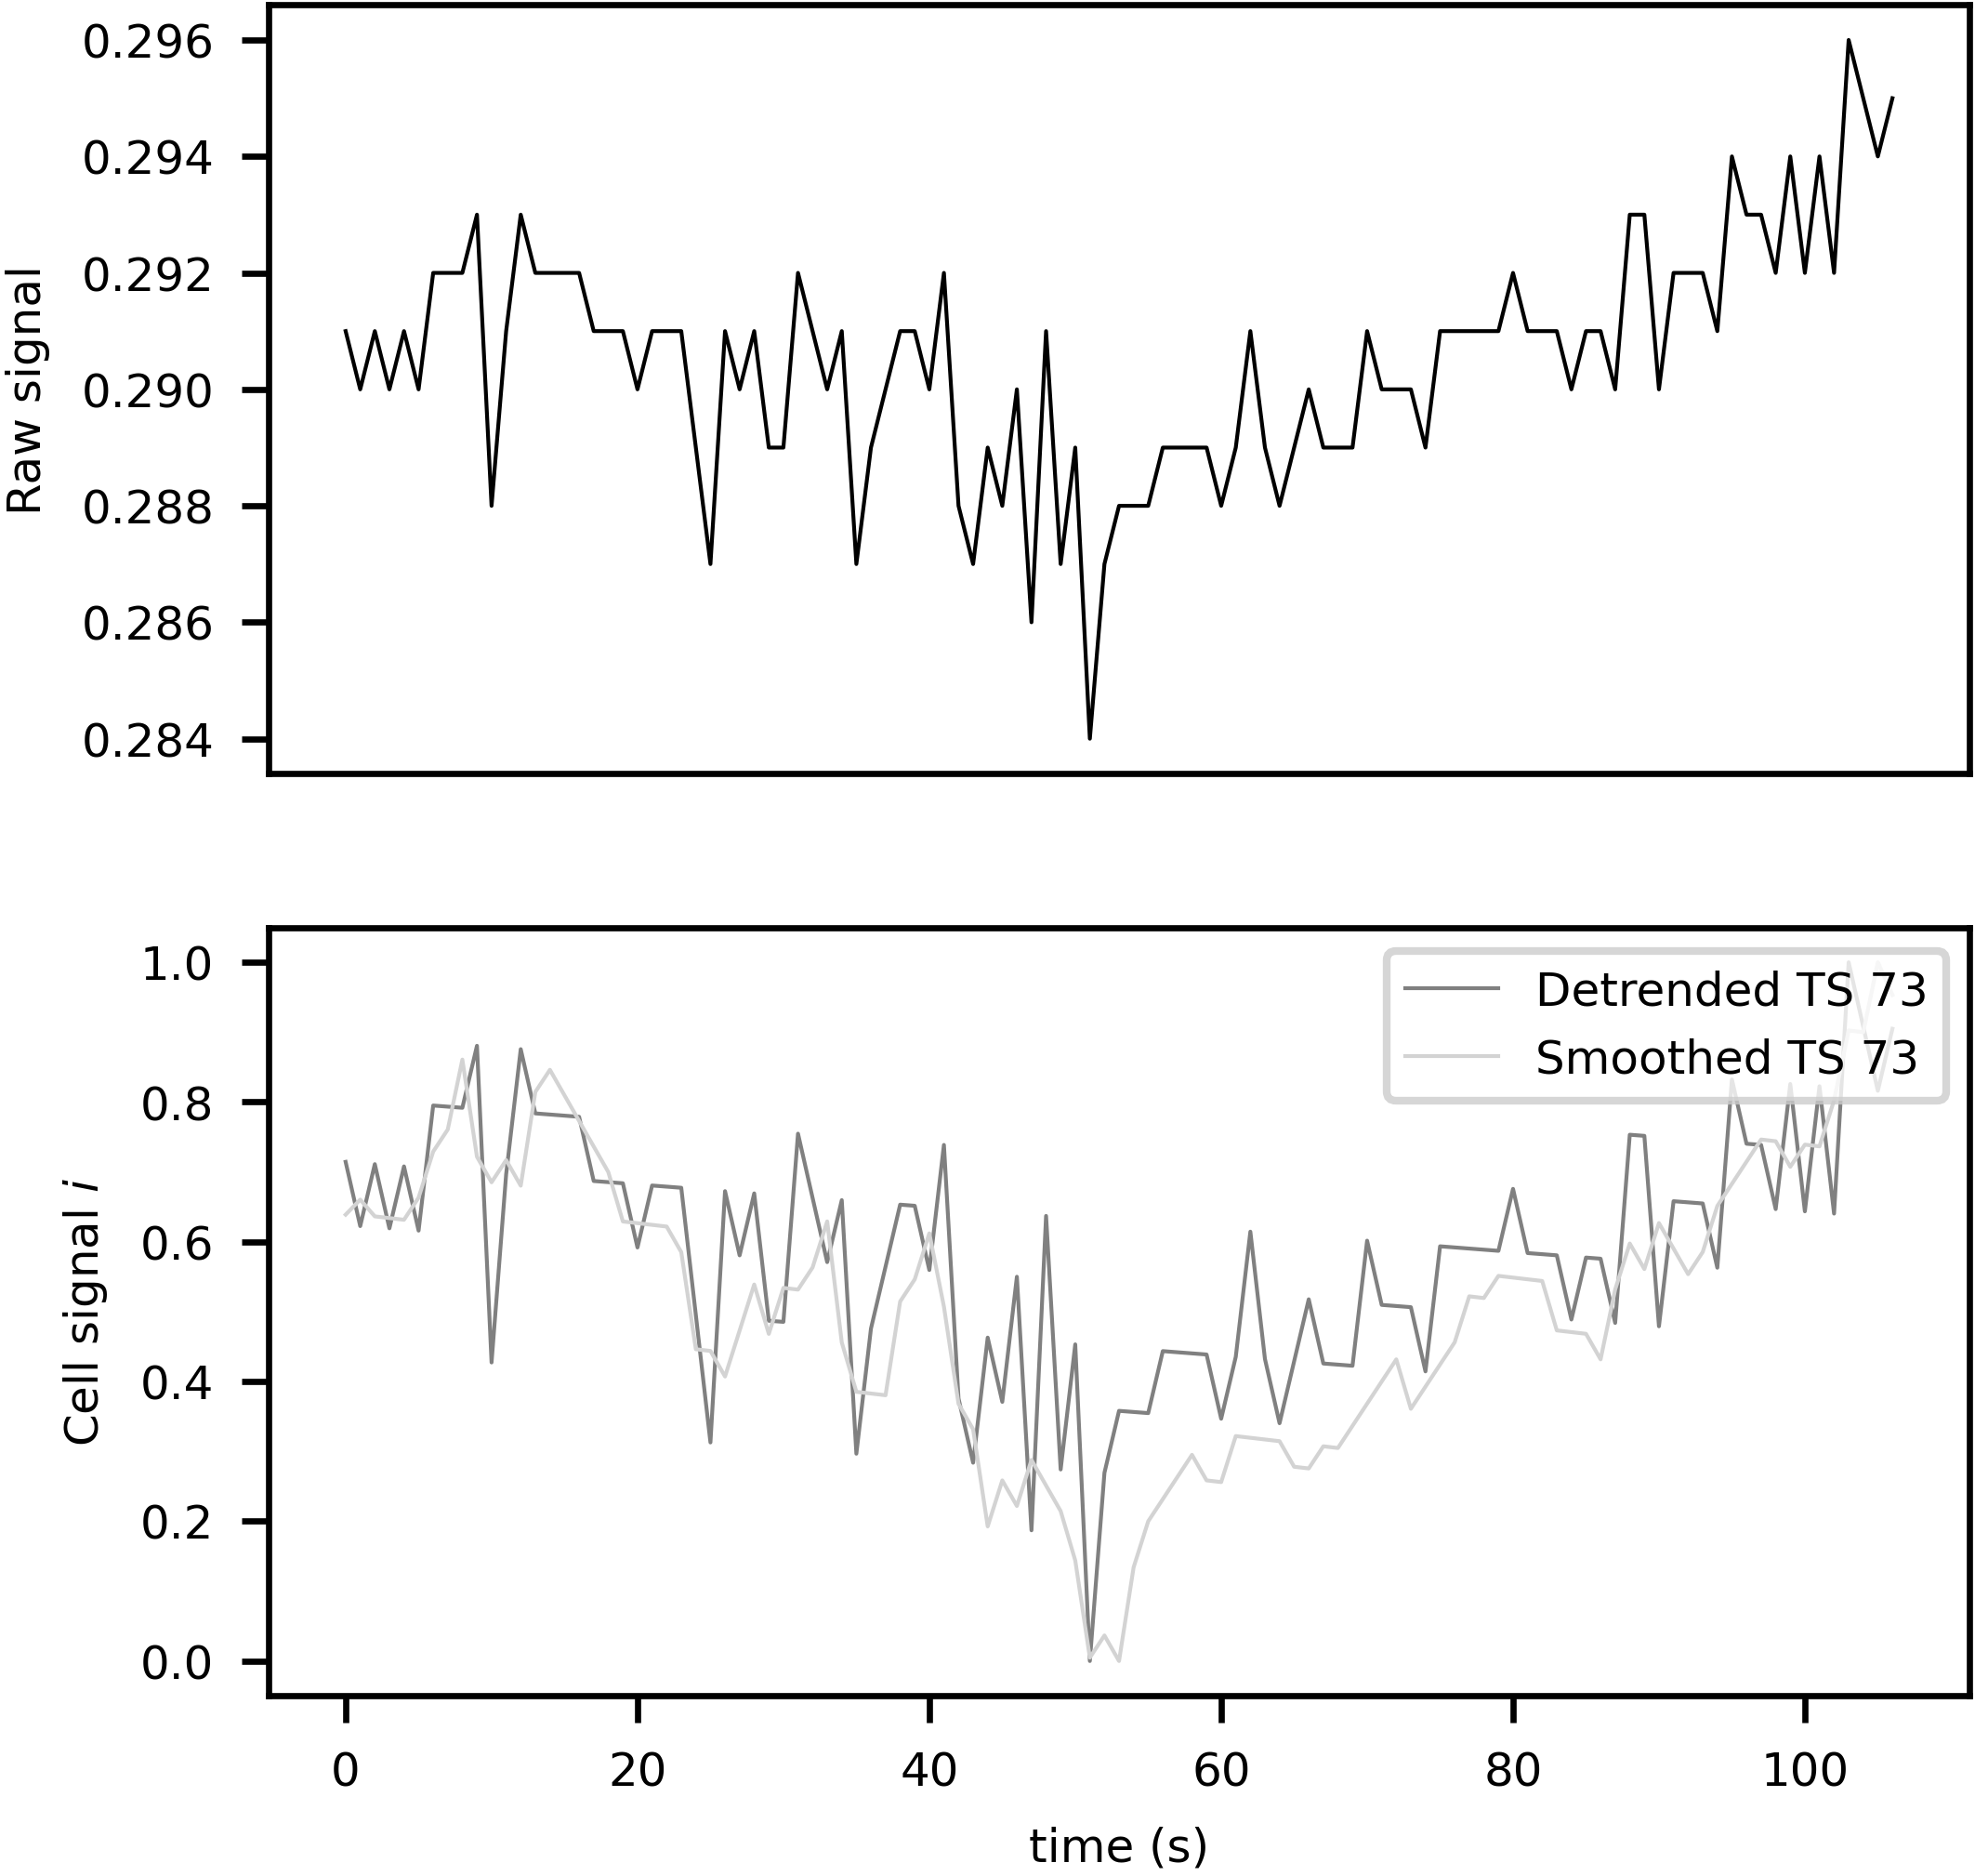 Raw signal
0.296
0.294
0.292
0.290
0.288
0.286
0.284
Cell signal i
1.0
0.8
0.6
0.4
0.2
0.0
Detrended TS 73
Smoothed TS 73
0 20 40 60 80 100
time (s)